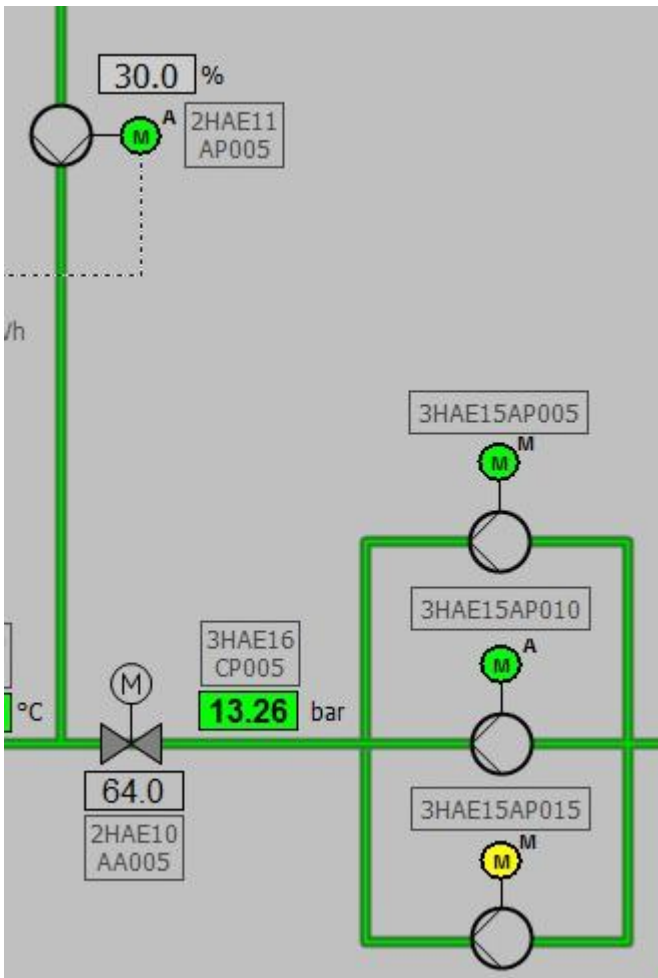 30.0 %
M A
2HAE11
AP005
/h
3HAE15AP005
M M
3HAE15AP010
M A
3HAE16
CP005
M
°C
13.26 bar
64.0
2HAE10
AA005
3HAE15AP015
M M